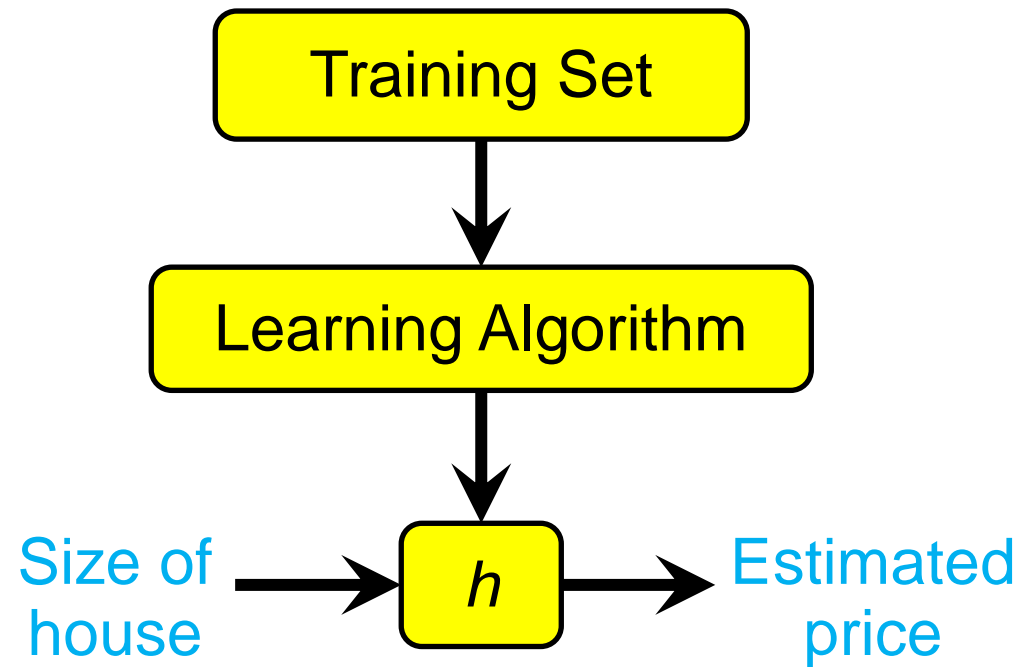 Training Set
Learning Algorithm
Size of
house
h
Estimated
price